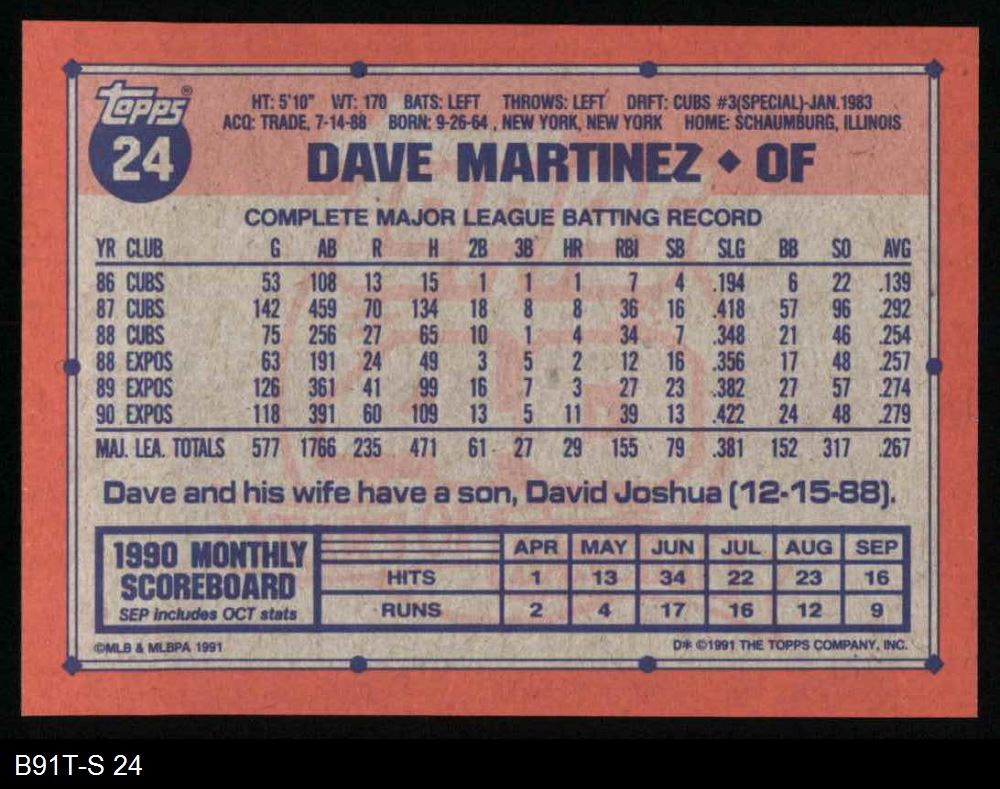 Topps®
24
HT: 5'10" WT: 170 BATS: LEFT THROWS: LEFT DRFT: CUBS #3(SPECIAL)-JAN.1983
ACQ: TRADE, 7-14-88 BORN: 9-26-64 , NEW YORK, NEW YORK HOME: SCHAUMBURG, ILLINOIS
DAVE MARTINEZ ◆ OF
COMPLETE MAJOR LEAGUE BATTING RECORD
YR CLUB G AB R H 2B 3B HR RBI SB SLG BB SO AVG
86 CUBS 53 108 13 15 1 1 1 7 4 .194 6 22 .139
87 CUBS 142 459 70 134 18 8 8 36 16 .418 57 96 .292
88 CUBS 75 256 27 65 10 1 4 34 7 .348 21 46 .254
88 EXPOS 63 191 24 49 3 5 2 12 16 .356 17 48 .257
89 EXPOS 126 361 41 99 16 7 3 27 23 .382 27 57 .274
90 EXPOS 118 391 60 109 13 5 11 39 13 .422 24 48 .279
MAJ. LEA. TOTALS 577 1766 235 471 61 27 29 155 79 .381 152 317 .267
Dave and his wife have a son, David Joshua (12-15-88).
1990 MONTHLY
SCOREBOARD
SEP includes OCT stats
APR MAY JUN JUL AUG SEP
HITS 1 13 34 22 23 16
RUNS 2 4 17 16 12 9
©MLB & MLBPA 1991
D* ©1991 THE TOPPS COMPANY, INC.
B91T-S 24